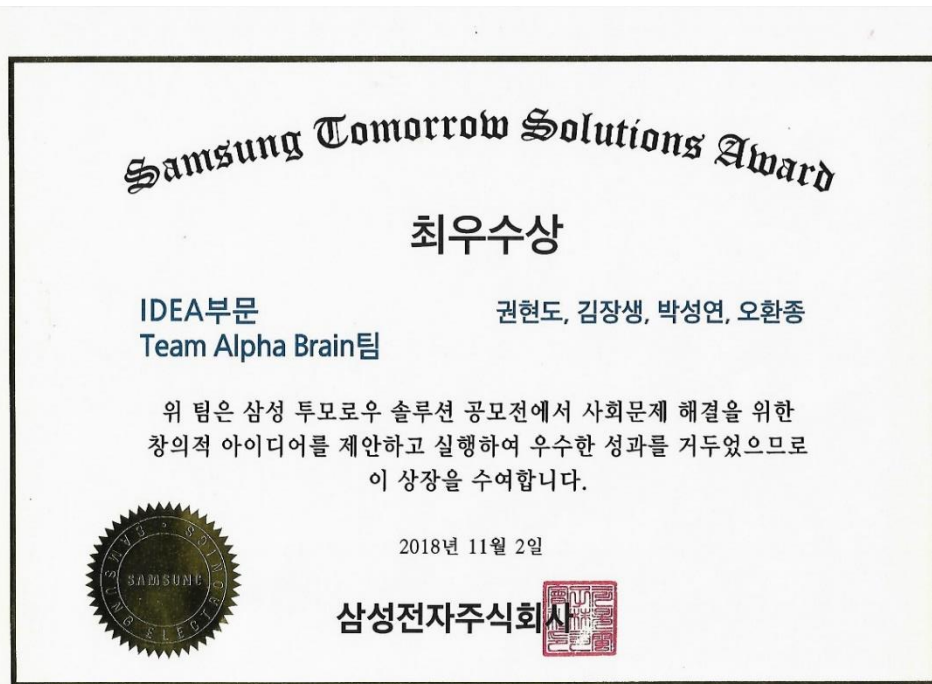 Samsung Tomorrow Solutions Award
최우수상
IDEA부문
Team Alpha Brain팀
권현도, 김장생, 박성연, 오환종
위 팀은 삼성 투모로우 솔루션 공모전에서 사회문제 해결을 위한
창의적 아이디어를 제안하고 실행하여 우수한 성과를 거두었으므로
이 상장을 수여합니다.
2018년 11월 2일
SAMSUNG ELECTRONICS
SAMSUNG
삼성전자주식회사